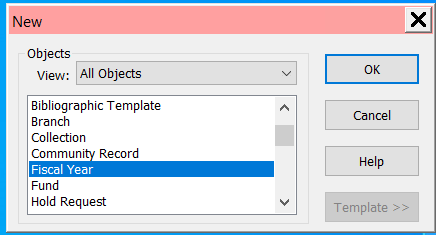 New
Objects
View: All Objects
OK
Bibliographic Template
Branch
Collection
Community Record
Fiscal Year
Fund
Hold Request
Cancel
Help
Template >>